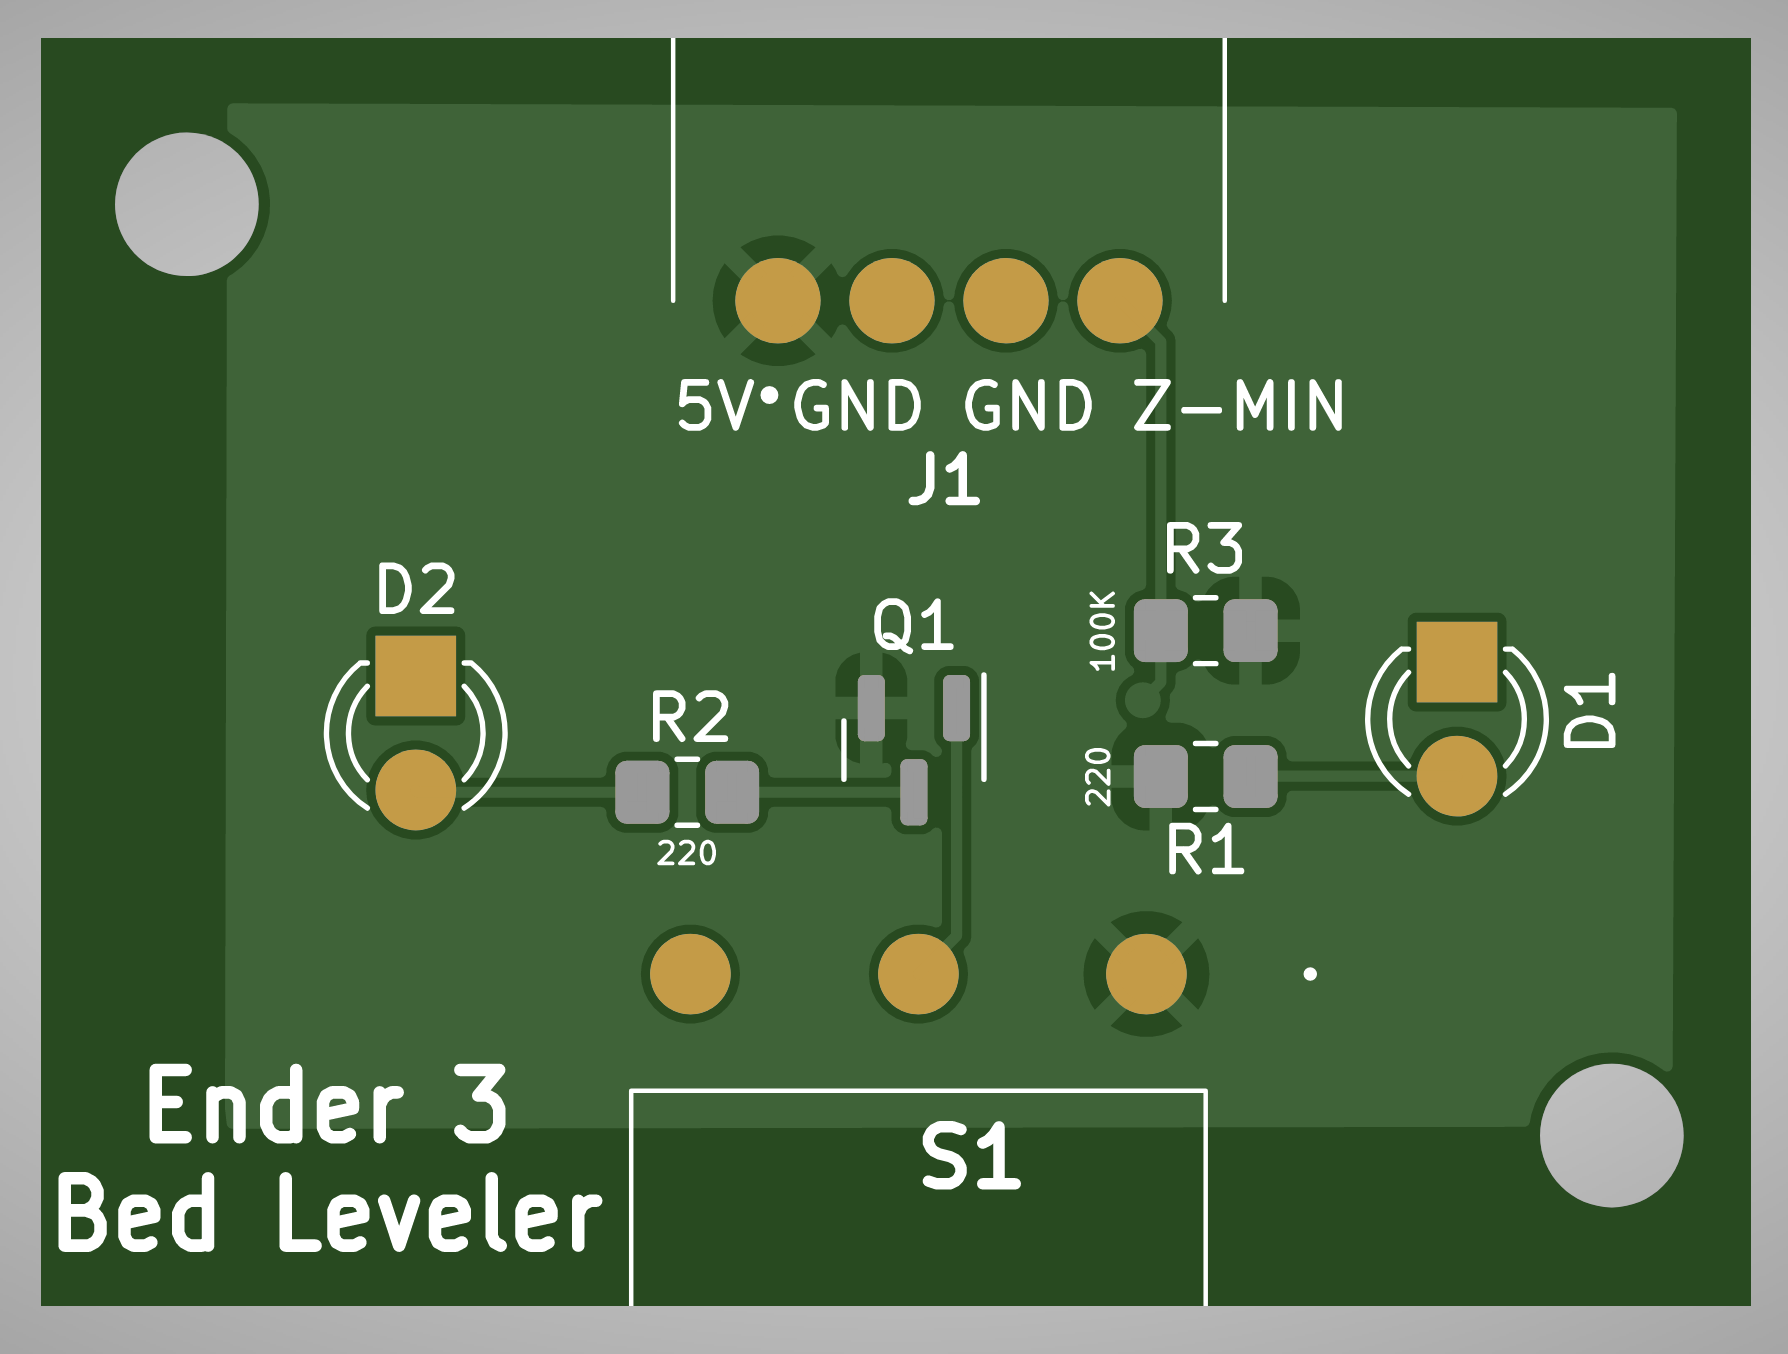 5V GND GND Z-MIN
J1
R3
D2
100K
Q1
D1
R2
220
220
R1
Ender 3
S1
Bed Leveler